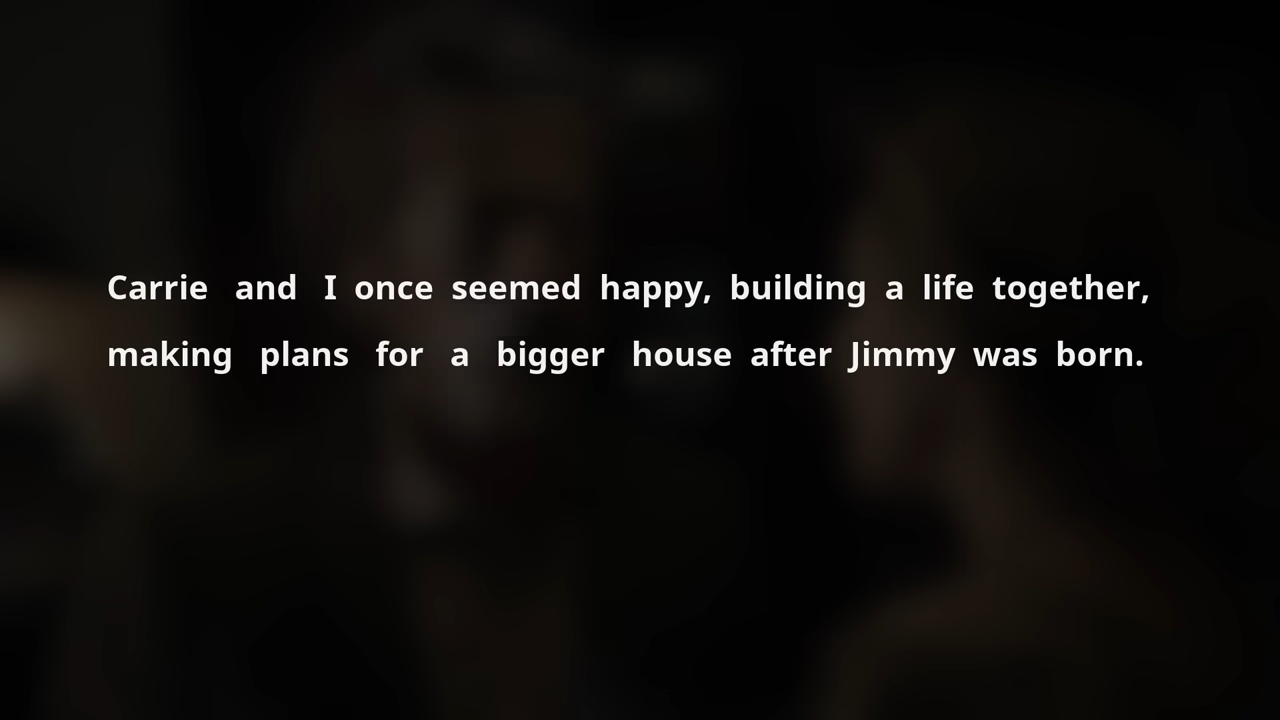 Carrie and I once seemed happy, building a life together,
making plans for a bigger house after Jimmy was born.